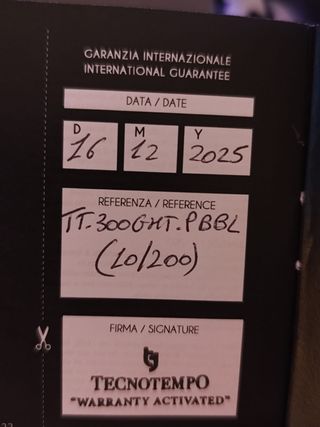 GARANZIA INTERNAZIONALE
INTERNATIONAL GUARANTEE
DATA / DATE
D M Y
16 12 2025
REFERENZA / REFERENCE
TT.300GMT.PBBL
(10/200)
FIRMA / SIGNATURE
TECNOTEMPO
"WARRANTY ACTIVATED"